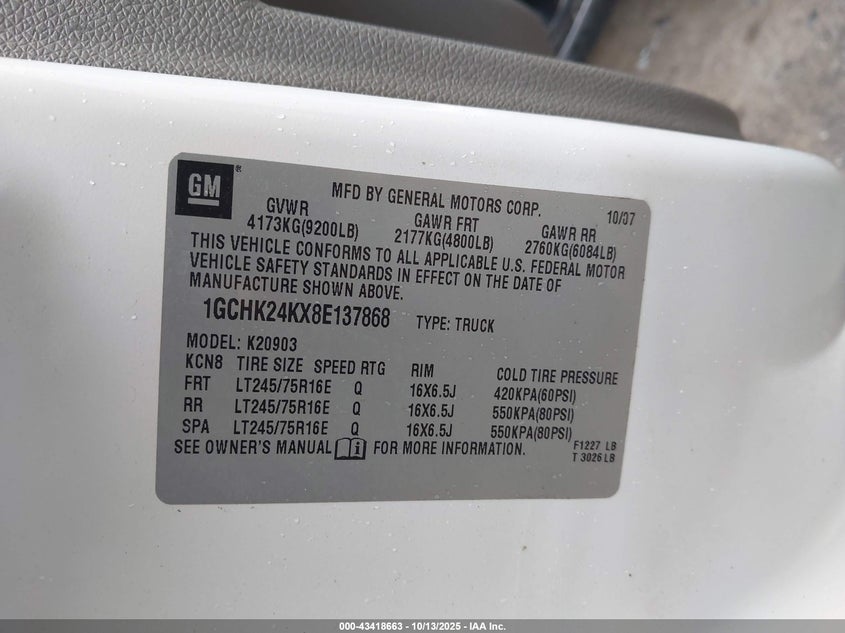 GM®
MFD BY GENERAL MOTORS CORP. 10/07
GVWR GAWR FRT GAWR RR
4173KG(9200LB) 2177KG(4800LB) 2760KG(6084LB)
THIS VEHICLE CONFORMS TO ALL APPLICABLE U.S. FEDERAL MOTOR
VEHICLE SAFETY STANDARDS IN EFFECT ON THE DATE OF
MANUFACTURE SHOWN ABOVE.
1GCHK24KX8E137868 TYPE: TRUCK
MODEL: K20903
KCN8 TIRE SIZE SPEED RTG RIM COLD TIRE PRESSURE
FRT LT245/75R16E Q 16X6.5J 420KPA(60PSI)
RR LT245/75R16E Q 16X6.5J 550KPA(80PSI)
SPA LT245/75R16E Q 16X6.5J 550KPA(80PSI)
SEE OWNER'S MANUAL FOR MORE INFORMATION.
F1227 LB
T 3026 LB
000-43418663 - 10/13/2025 - IAA Inc.